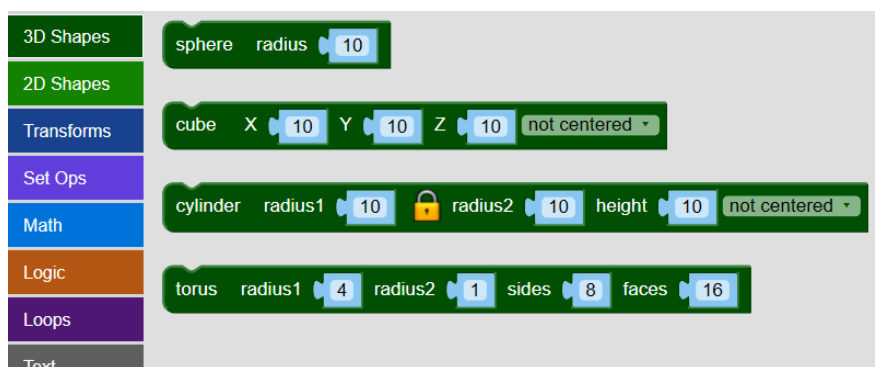 3D Shapes
2D Shapes
Transforms
Set Ops
Math
Logic
Loops
Text
sphere radius 10
cube X 10 Y 10 Z 10 not centered
cylinder radius1 10 radius2 10 height 10 not centered
torus radius1 4 radius2 1 sides 8 faces 16